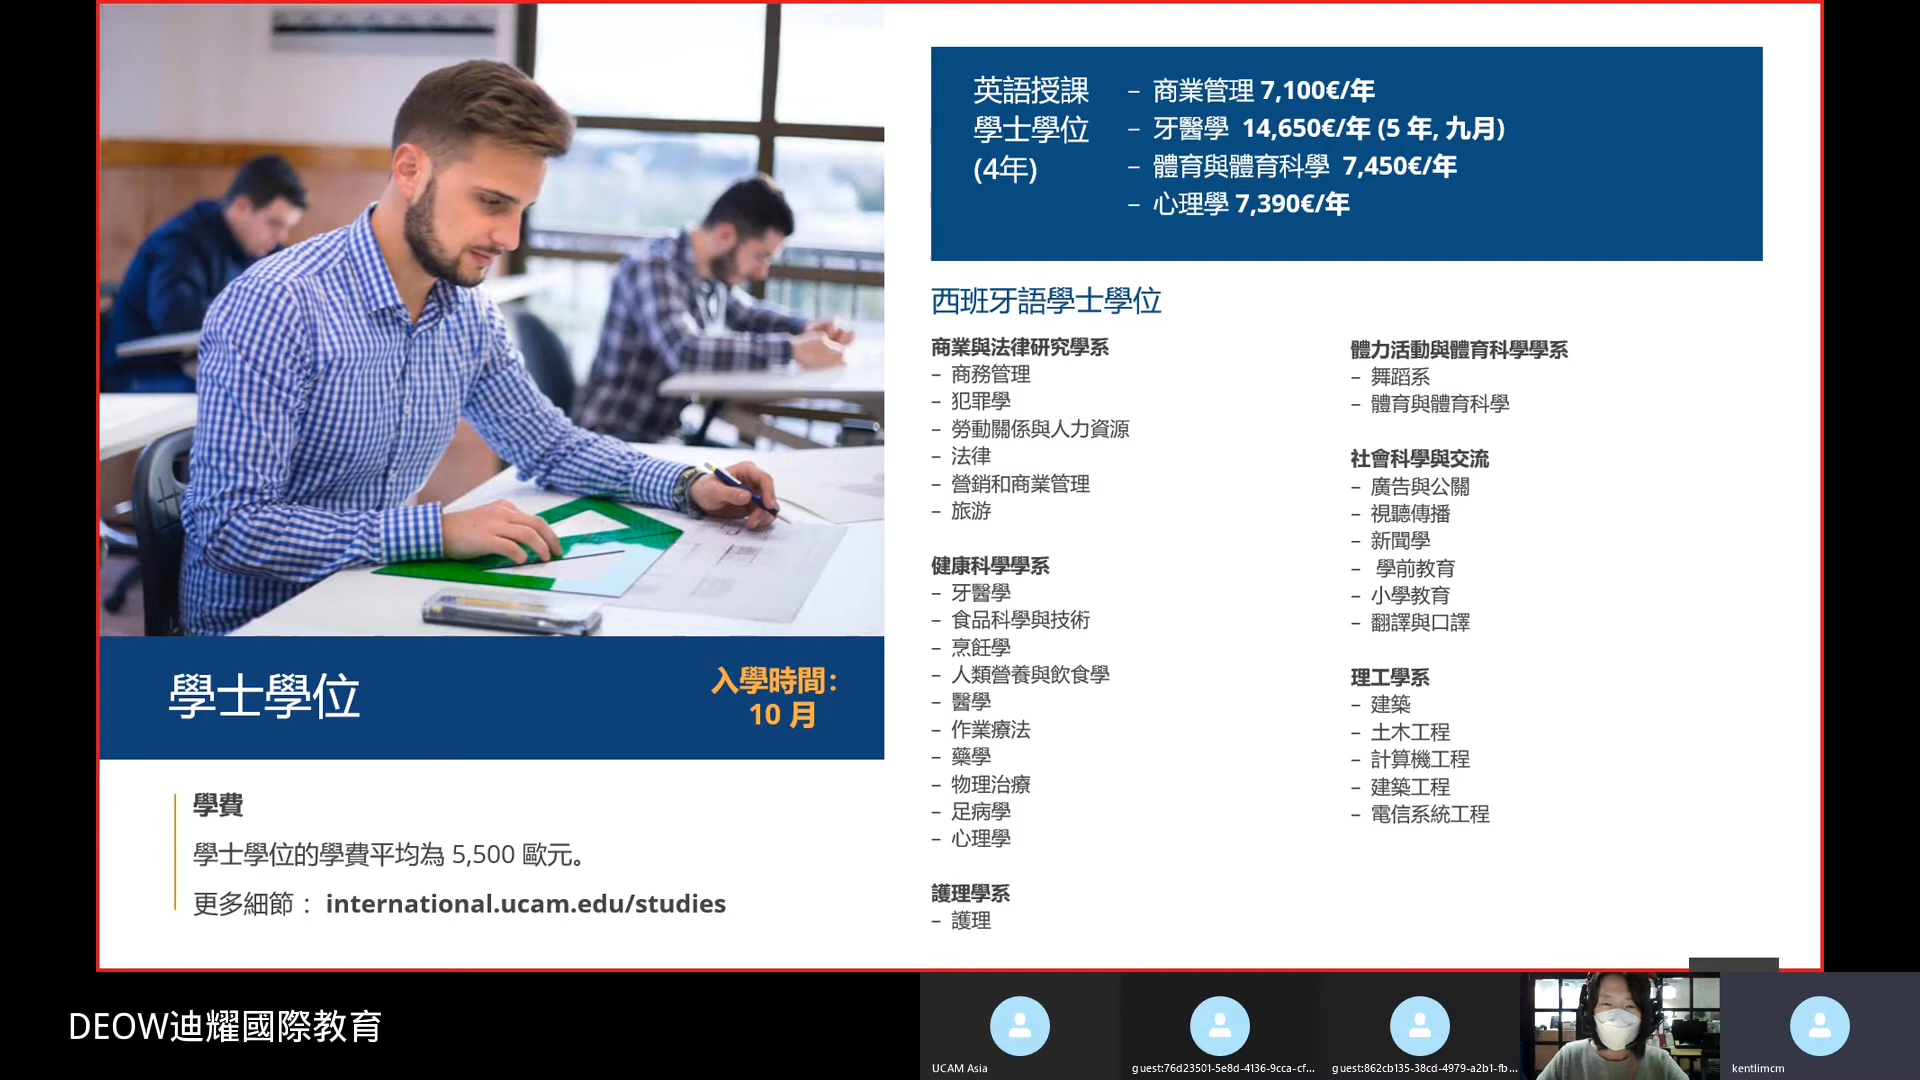 英語授課
學士學位
(4年)
– 商業管理 7,100€/年
– 牙醫學 14,650€/年 (5 年, 九月)
– 體育與體育科學 7,450€/年
– 心理學 7,390€/年
西班牙語學士學位
商業與法律研究學系
– 商務管理
– 犯罪學
– 勞動關係與人力資源
– 法律
– 營銷和商業管理
– 旅游
健康科學學系
– 牙醫學
– 食品科學與技術
– 烹飪學
– 人類營養與飲食學
– 醫學
– 作業療法
– 藥學
– 物理治療
– 足病學
– 心理學
護理學系
– 護理
體力活動與體育科學學系
– 舞蹈系
– 體育與體育科學
社會科學與交流
– 廣告與公關
– 視聽傳播
– 新聞學
– 學前教育
– 小學教育
– 翻譯與口譯
理工學系
– 建築
– 土木工程
– 計算機工程
– 建築工程
– 電信系統工程
學士學位
入學時間:
10 月
學費
學士學位的學費平均為 5,500 歐元。
更多細節： international.ucam.edu/studies
DEOW迪耀國際教育
UCAM Asia
guest:76d23501-5e8d-4136-9cca-cf...
guest:862cb135-38cd-4979-a2b1-fb...
kentlimcm